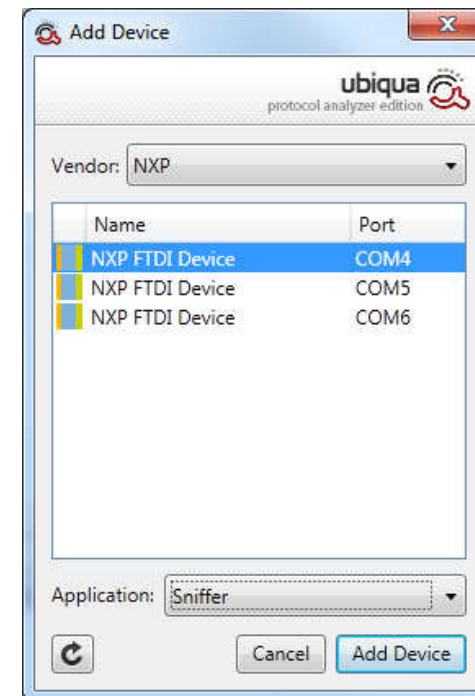 Add Device
ubiqua
protocol analyzer edition
Vendor: NXP
Name Port
NXP FTDI Device COM4
NXP FTDI Device COM5
NXP FTDI Device COM6
Application: Sniffer
Cancel Add Device